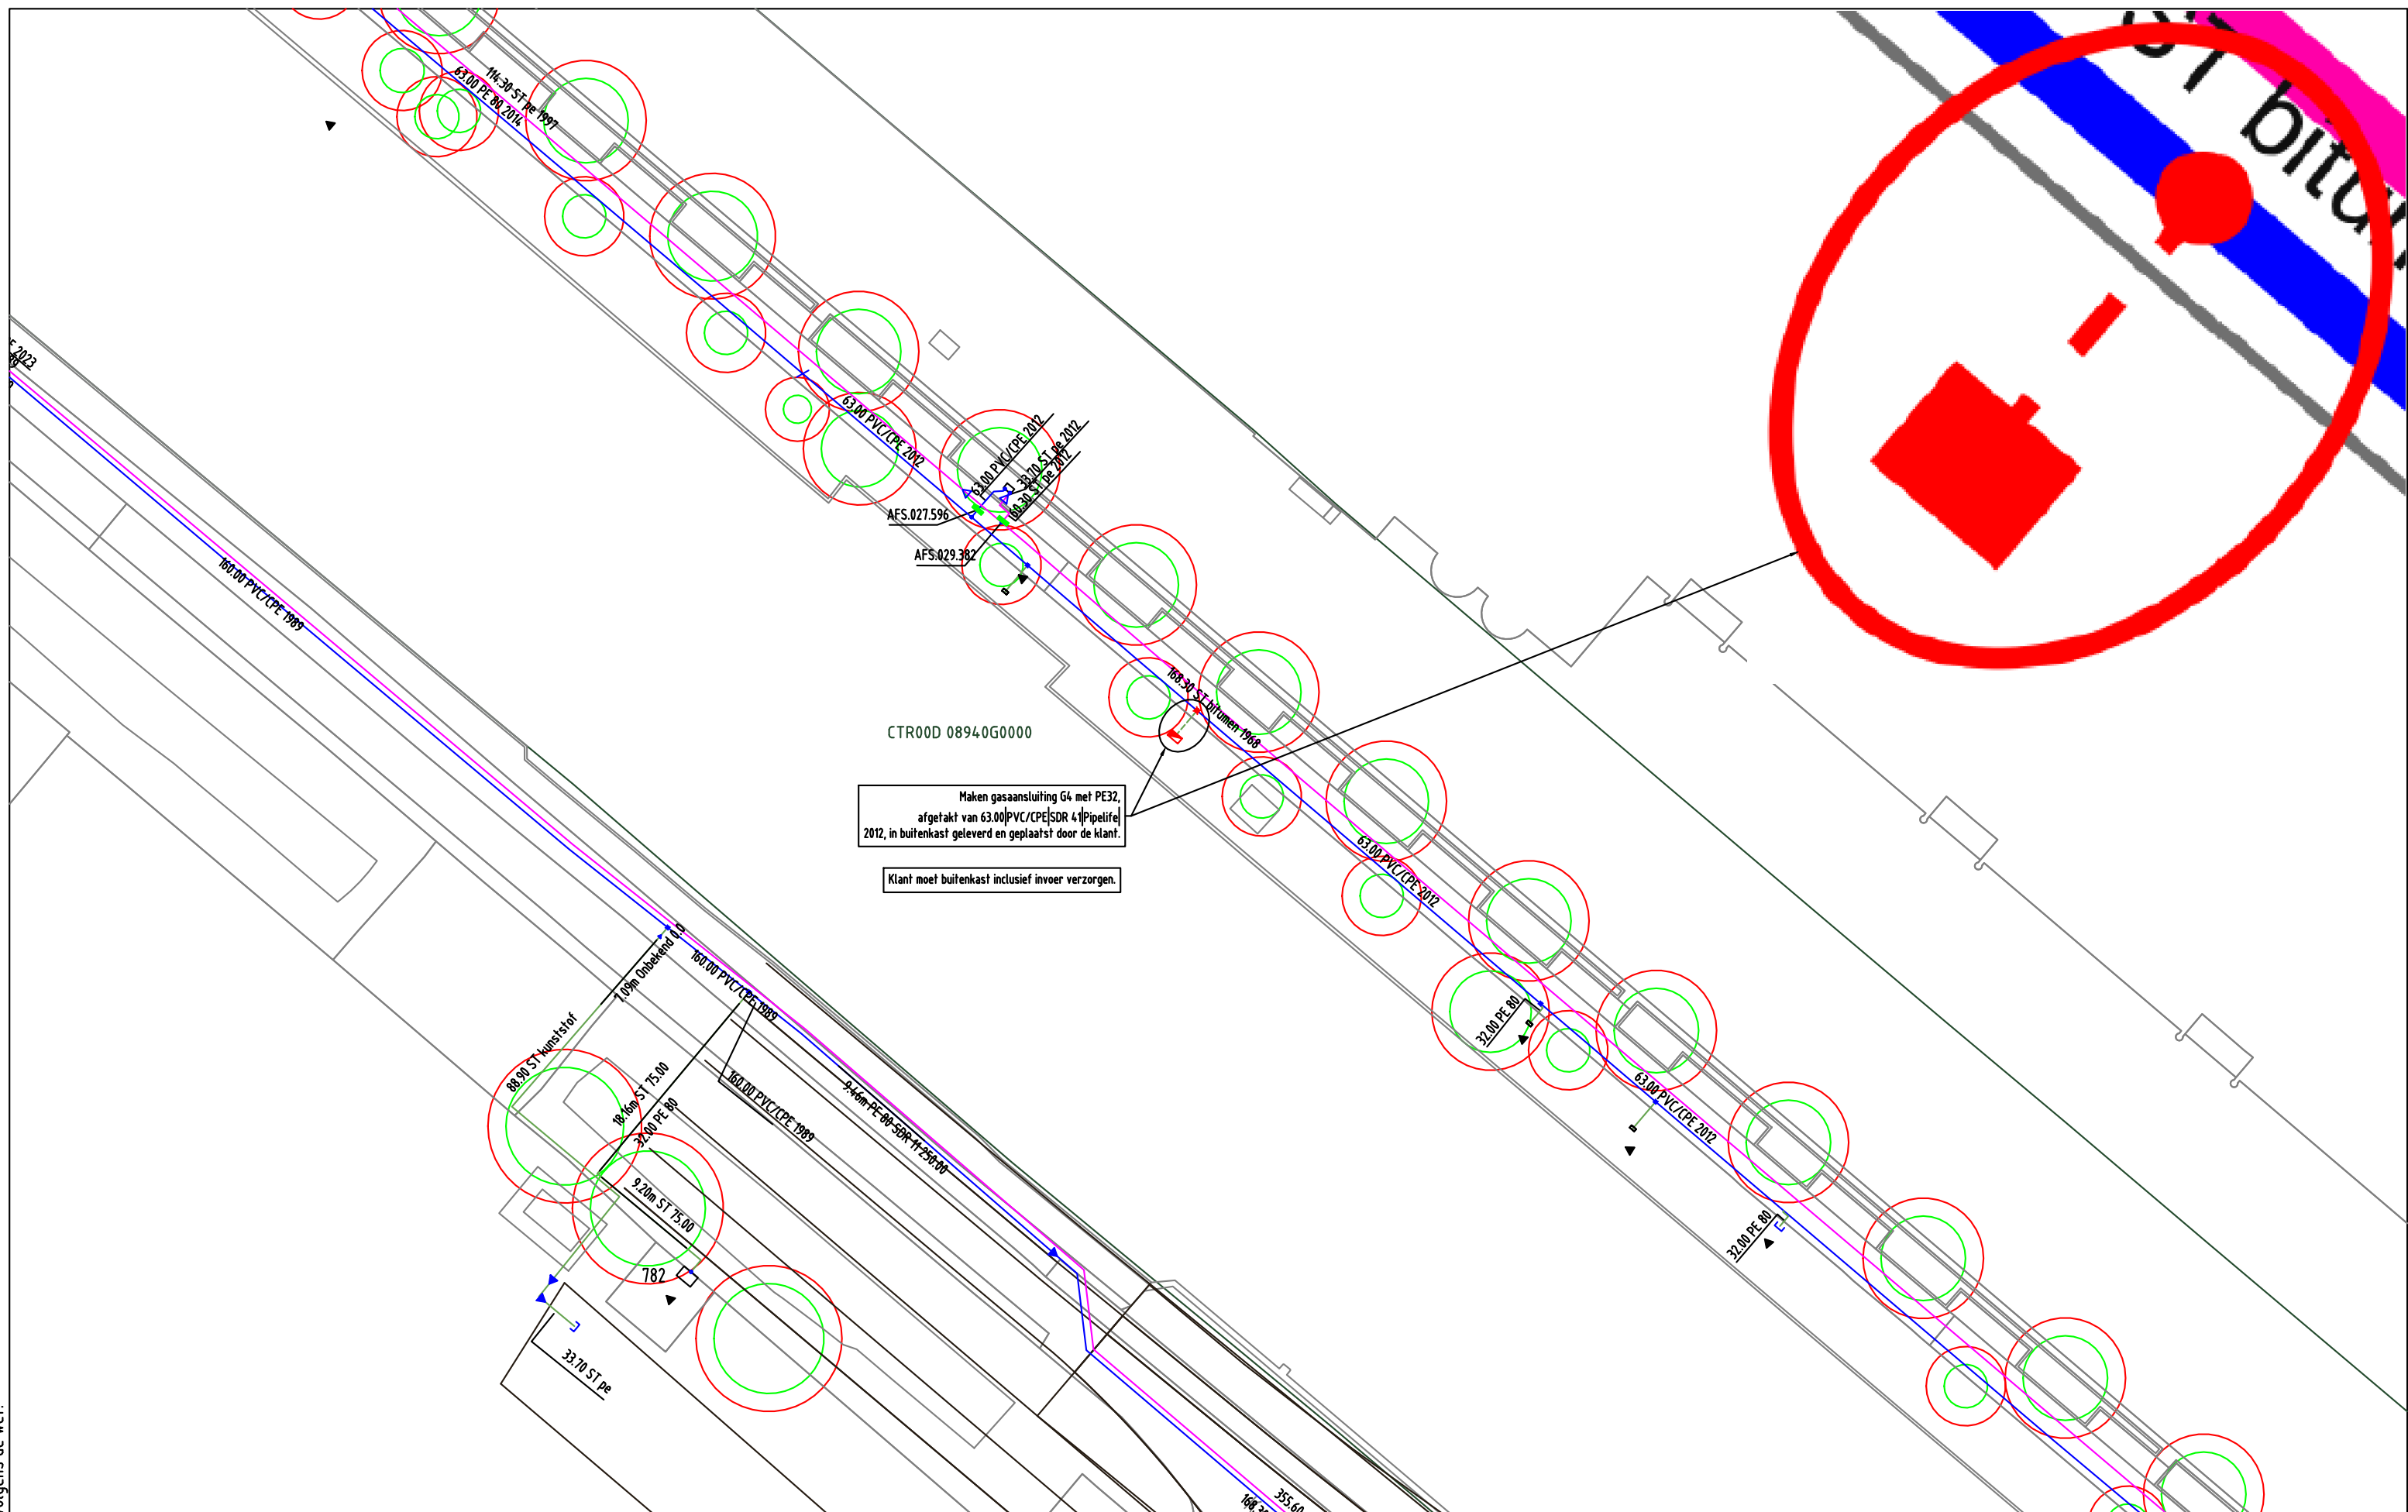 114.30 ST pe 1997
63.00 PE 80 2014
2023
ST bitu
63.00 PVC/CPE 2012
63.00 PVC/CPE 2012
33.70 ST pe 2012
60.30 ST pe 2012
AFS.027.596
AFS.029.382
160.00 PVC/CPE 1989
168.30 ST bitumen 1968
CTR00D 08940G0000
Maken gasaansluiting G4 met PE32,
afgetakt van 63.00|PVC/CPE|SDR 41|Pipelife|
2012, in buitenkast geleverd en geplaatst door de klant.
Klant moet buitenkast inclusief invoer verzorgen.
63.00 PVC/CPE 2012
7.09m Onbekend 0.0
160.00 PVC/CPE 1989
88.90 ST kunststof
32.00 PE 80
18.16m ST 75.00
32.00 PE 80
160.00 PVC/CPE 1989
9.46m PE 80 SDR 11 250.00
63.00 PVC/CPE 2012
9.20m ST 75.00
32.00 PE 80
782
33.70 ST pe
355.60
168.3